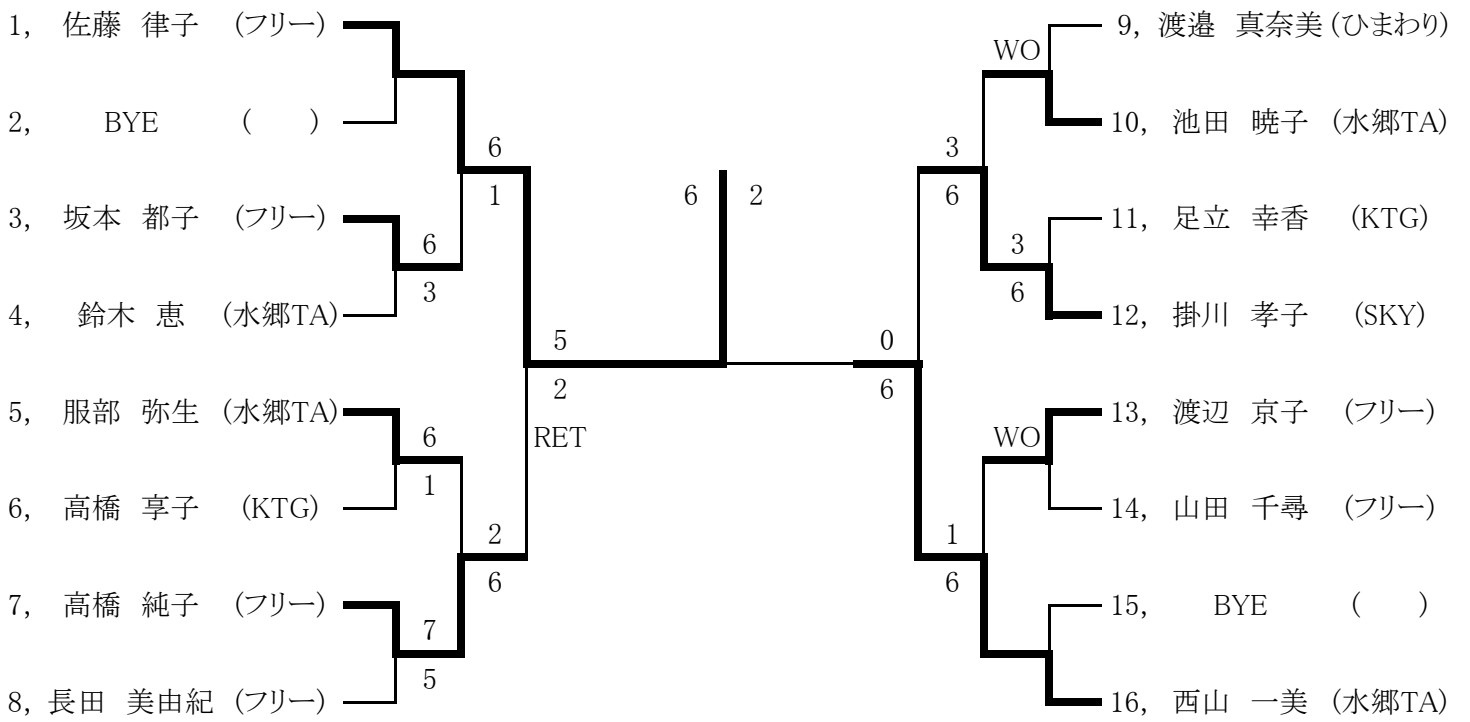 1, 佐藤 律子 (フリー)
2, BYE ( )
3, 坂本 都子 (フリー)
4, 鈴木 恵 (水郷TA)
5, 服部 弥生 (水郷TA)
6, 高橋 享子 (KTG)
7, 高橋 純子 (フリー)
8, 長田 美由紀 (フリー)
6
3
6
1
7
5
6
1
2
6
5
2
RET
6 2
0
6
3
6
1
6
WO
3
6
WO
9, 渡邉 真奈美 (ひまわり)
10, 池田 暁子 (水郷TA)
11, 足立 幸香 (KTG)
12, 掛川 孝子 (SKY)
13, 渡辺 京子 (フリー)
14, 山田 千尋 (フリー)
15, BYE ( )
16, 西山 一美 (水郷TA)